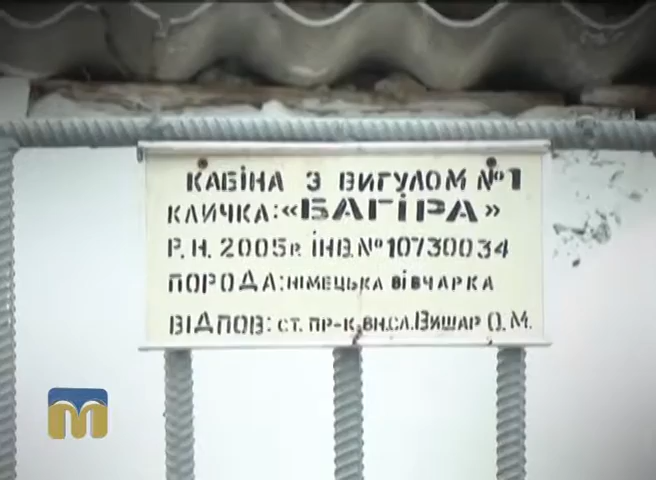 КАБІНА З ВИГУЛОМ №1
КЛИЧКА: «БАГІРА»
Р.Н. 2005р. ІНВ.№10730034
ПОРОДА: НІМЕЦЬКА ВІВЧАРКА
ВІДПОВ: СТ. ПР-К.ВН.СЛ.ВИШАР О.М.
M